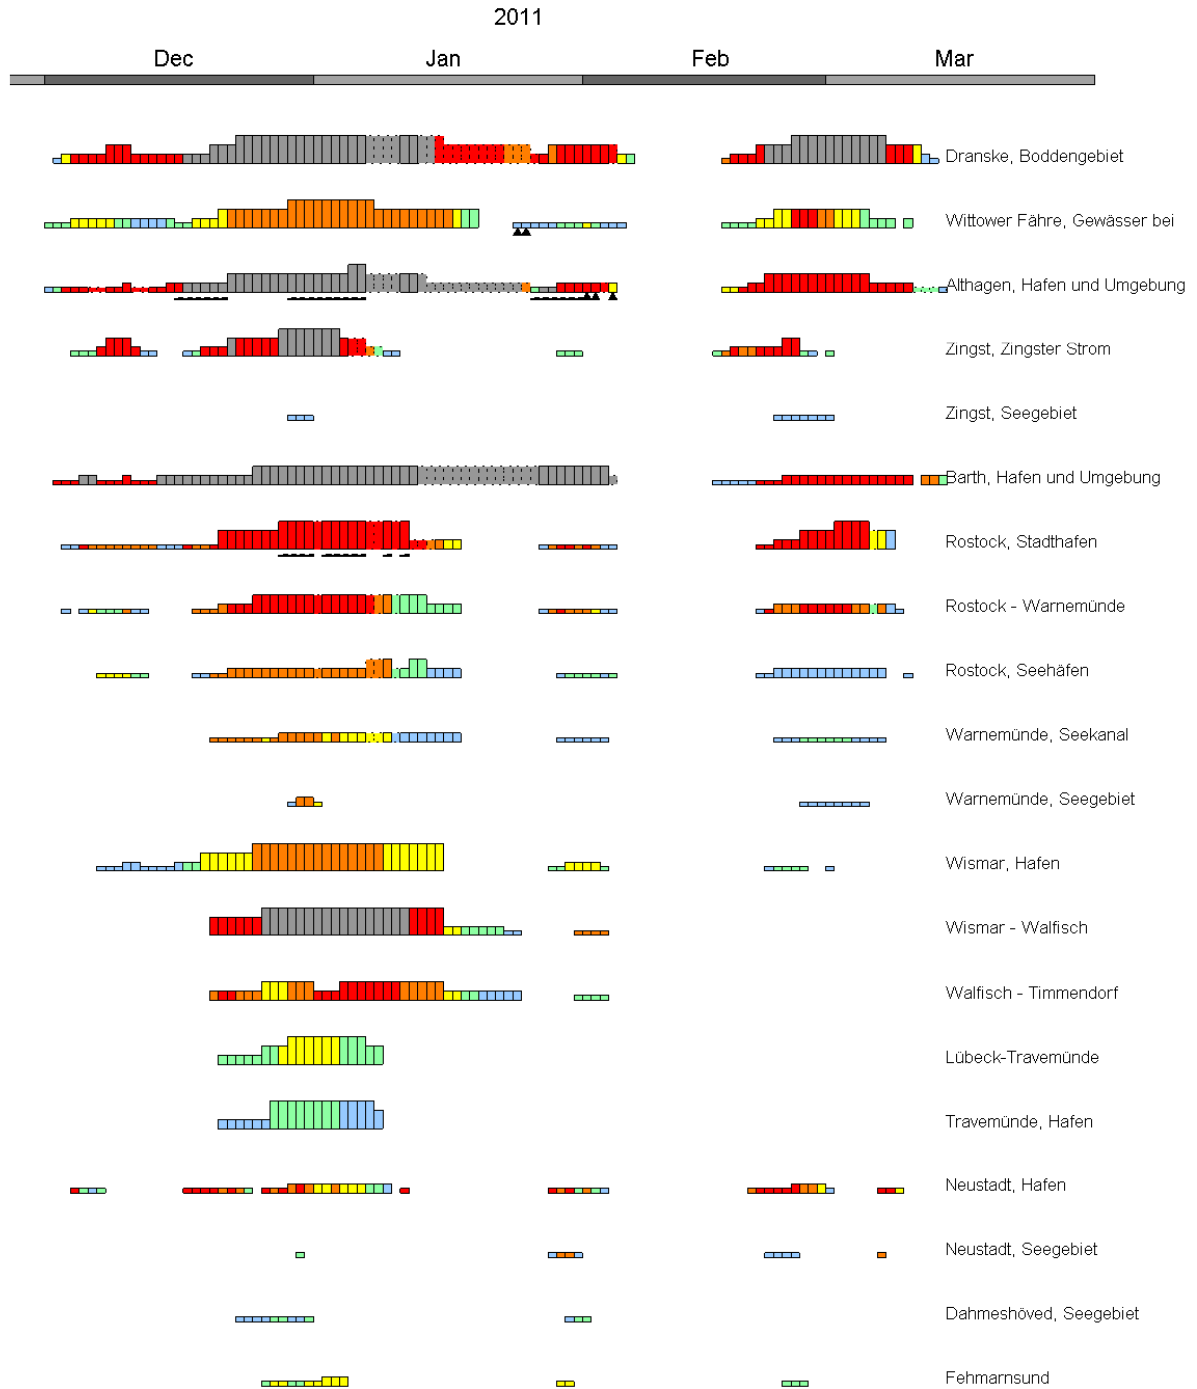 2011
Dec Jan Feb Mar
Dranske, Boddengebiet
Wittower Fähre, Gewässer bei
Althagen, Hafen und Umgebung
Zingst, Zingster Strom
Zingst, Seegebiet
Barth, Hafen und Umgebung
Rostock, Stadthafen
Rostock - Warnemünde
Rostock, Seehäfen
Warnemünde, Seekanal
Warnemünde, Seegebiet
Wismar, Hafen
Wismar - Walfisch
Walfisch - Timmendorf
Lübeck-Travemünde
Travemünde, Hafen
Neustadt, Hafen
Neustadt, Seegebiet
Dahmeshöved, Seegebiet
Fehmarnsund